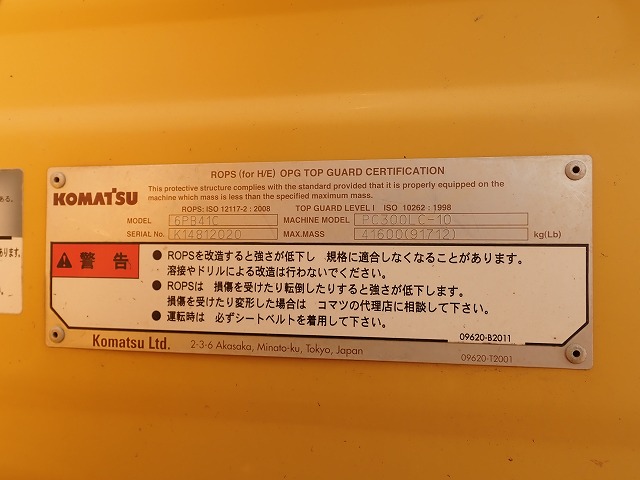 ROPS (for H/E) OPG TOP GUARD CERTIFICATION
KOMATSU
This protective structure complies with the standard provided that it is properly equipped on the
machine which mass is less than the specified maximum mass.
ROPS: ISO 12117-2 : 2008 TOP GUARD LEVEL I ISO 10262 : 1998
MODEL 6PB41C MACHINE MODEL PC300LC-10
SERIAL No. K14812020 MAX.MASS 41600(91712) kg(Lb)
警告
● ROPSを改造すると強さが低下し 規格に適合しなくなることがあります。
溶接やドリルによる改造は行わないでください。
● ROPSは 損傷を受けたり転倒したりすると強さが低下します。
損傷を受けたり変形した場合は コマツの代理店に相談して下さい。
● 運転時は 必ずシートベルトを着用して下さい。
09620-B2011
Komatsu Ltd. 2-3-6 Akasaka, Minato-ku, Tokyo, Japan 09620-T2001
ある。
ります。